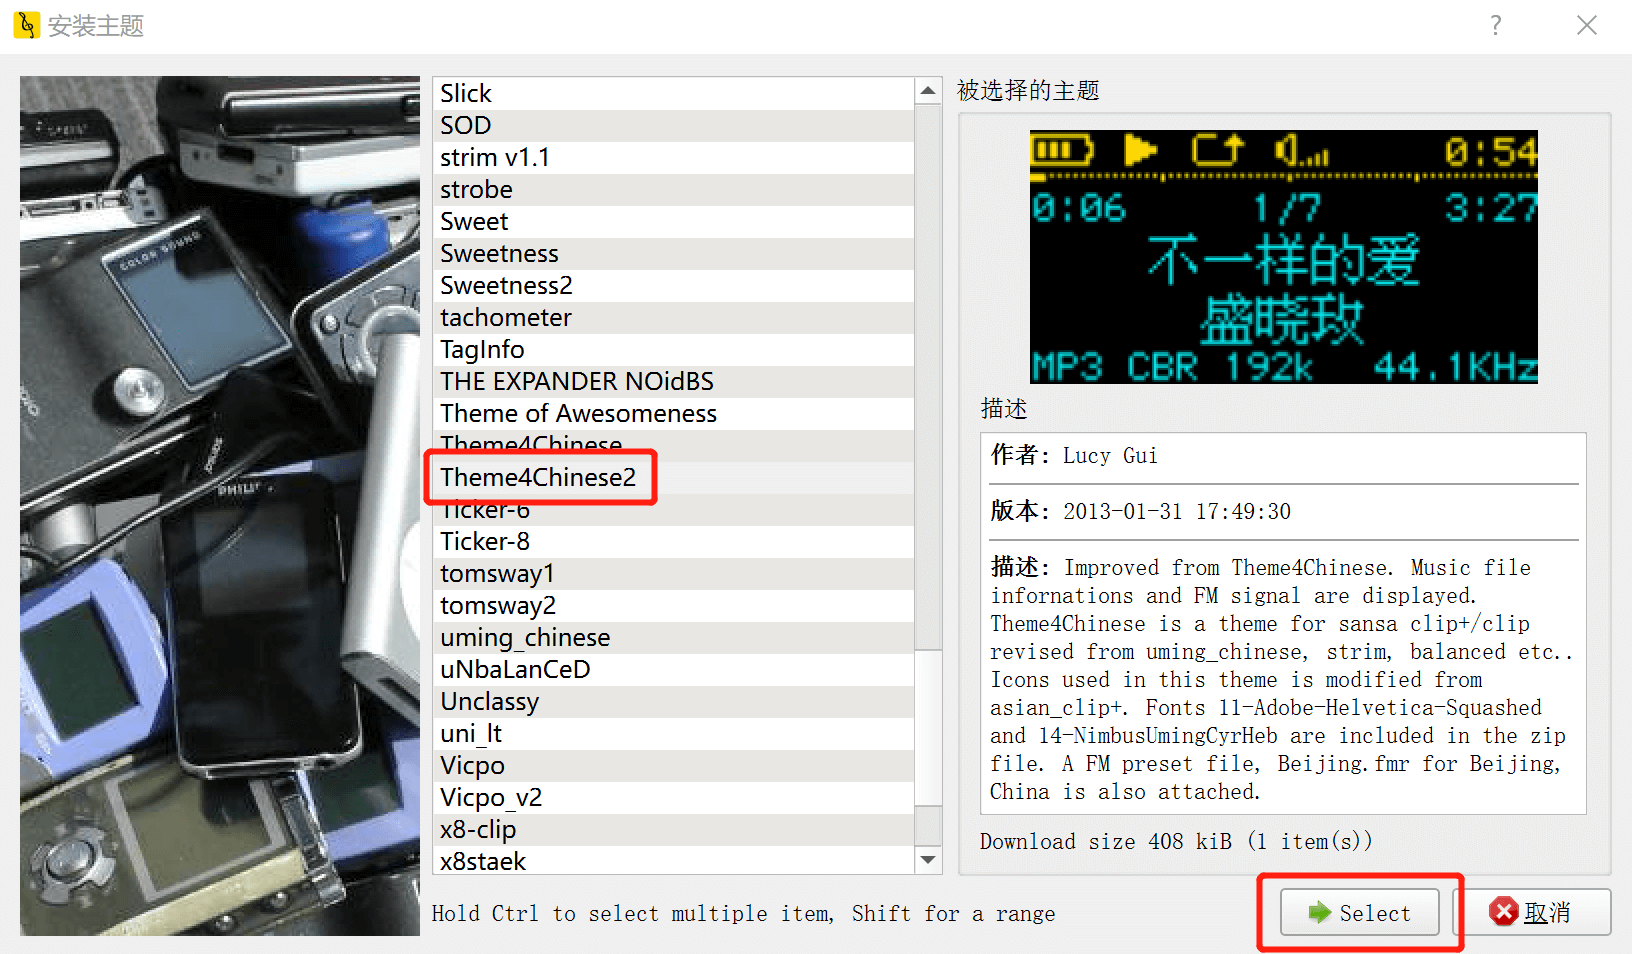 安装主题
COLOR SOUND
PHILIPS
Slick
SOD
strim v1.1
strobe
Sweet
Sweetness
Sweetness2
tachometer
TagInfo
THE EXPANDER NOidBS
Theme of Awesomeness
Theme4Chinese
Theme4Chinese2
Ticker-6
Ticker-8
tomsway1
tomsway2
uming_chinese
uNbaLanCeD
Unclassy
uni_lt
Vicpo
Vicpo_v2
x8-clip
x8staek
Hold Ctrl to select multiple item, Shift for a range
被选择的主题
0:54
0:06 1/7 3:27
不一样的爱
盛晓玫
MP3 CBR 192k 44.1KHz
描述
作者: Lucy Gui
版本: 2013-01-31 17:49:30
描述: Improved from Theme4Chinese. Music file
infornations and FM signal are displayed.
Theme4Chinese is a theme for sansa clip+/clip
revised from uming_chinese, strim, balanced etc..
Icons used in this theme is modified from
asian_clip+. Fonts 11-Adobe-Helvetica-Squashed
and 14-NimbusUmingCyrHeb are included in the zip
file. A FM preset file, Beijing.fmr for Beijing,
China is also attached.
Download size 408 kiB (1 item(s))
Select
取消